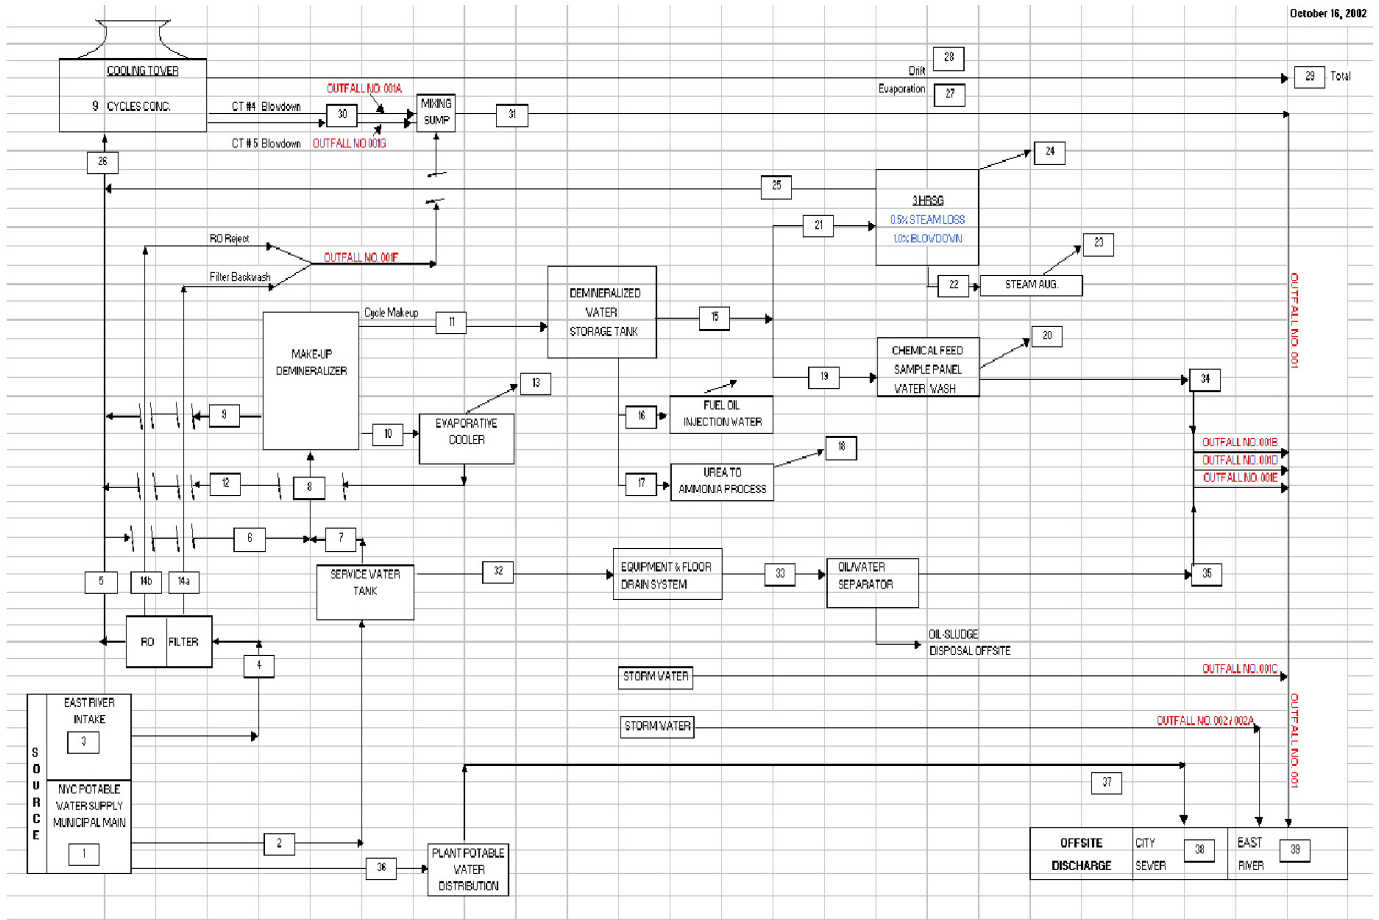 October 16, 2002
COOLING TOWER
9 CYCLES CONC.
Drift
28
Evaporation
27
29 Total
OUTFALL NO. 001A
CT #4 Blowdown
30
MIXING
SUMP
31
CT #5 Blowdown
OUTFALL NO 001G
26
24
25
3 HRSG
0.5% STEAM LOSS
1.0% BLOWDOWN
21
23
RO Reject
OUTFALL NO. 001F
Filter Backwash
22
STEAM AUG.
OUTFALL NO. 001
DEMINERALIZED
WATER
STORAGE TANK
Cycle Makeup
11
15
MAKE-UP
DEMINERALIZER
CHEMICAL FEED
SAMPLE PANEL
WATER WASH
20
19
34
13
9
10
EVAPORATIVE
COOLER
16
FUEL OIL
INJECTION WATER
18
OUTFALL NO. 001B
OUTFALL NO. 001D
OUTFALL NO. 001E
12
8
17
UREA TO
AMMONIA PROCESS
6
7
5
14b
14a
SERVICE WATER
TANK
32
EQUIPMENT & FLOOR
DRAIN SYSTEM
33
OIL/WATER
SEPARATOR
35
RO
FILTER
4
OIL-SLUDGE
DISPOSAL OFFSITE
STORM WATER
OUTFALL NO. 001C
STORM WATER
OUTFALL NO. 002 / 002A
OUTFALL NO. 001
SOURCE
EAST RIVER
INTAKE
3
NYC POTABLE
WATER SUPPLY
MUNICIPAL MAIN
1
2
36
PLANT POTABLE
WATER
DISTRIBUTION
37
OFFSITE
DISCHARGE
CITY
SEWER
38
EAST
RIVER
39